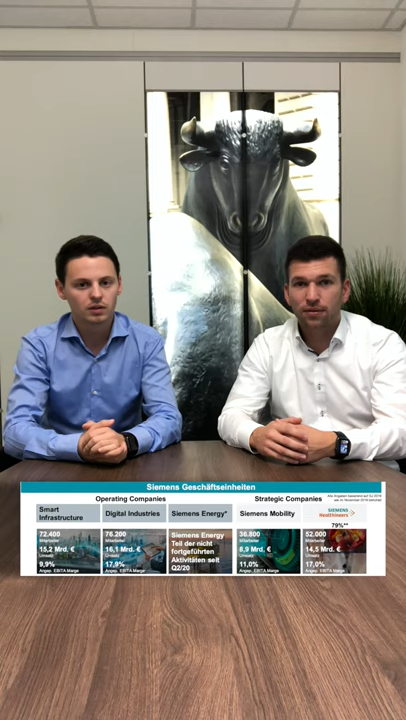 Siemens Geschäftseinheiten
Operating Companies
Strategic Companies
Smart
Infrastructure
Digital Industries
Siemens Energy*
Siemens Mobility
SIEMENS
Healthineers
79%**
72.400
Mitarbeiter
15,2 Mrd. €
Umsatz
9,9%
Angep. EBITA Marge
76.200
Mitarbeiter
16,1 Mrd. €
Umsatz
17,9%
Angep. EBITA Marge
Siemens Energy
Teil der nicht
fortgeführten
Aktivitäten seit
Q2/20
36.800
Mitarbeiter
8,9 Mrd. €
Umsatz
11,0%
Angep. EBITA Marge
52.000
Mitarbeiter
14,5 Mrd. €
Umsatz
17,0%
Angep. EBITA Marge